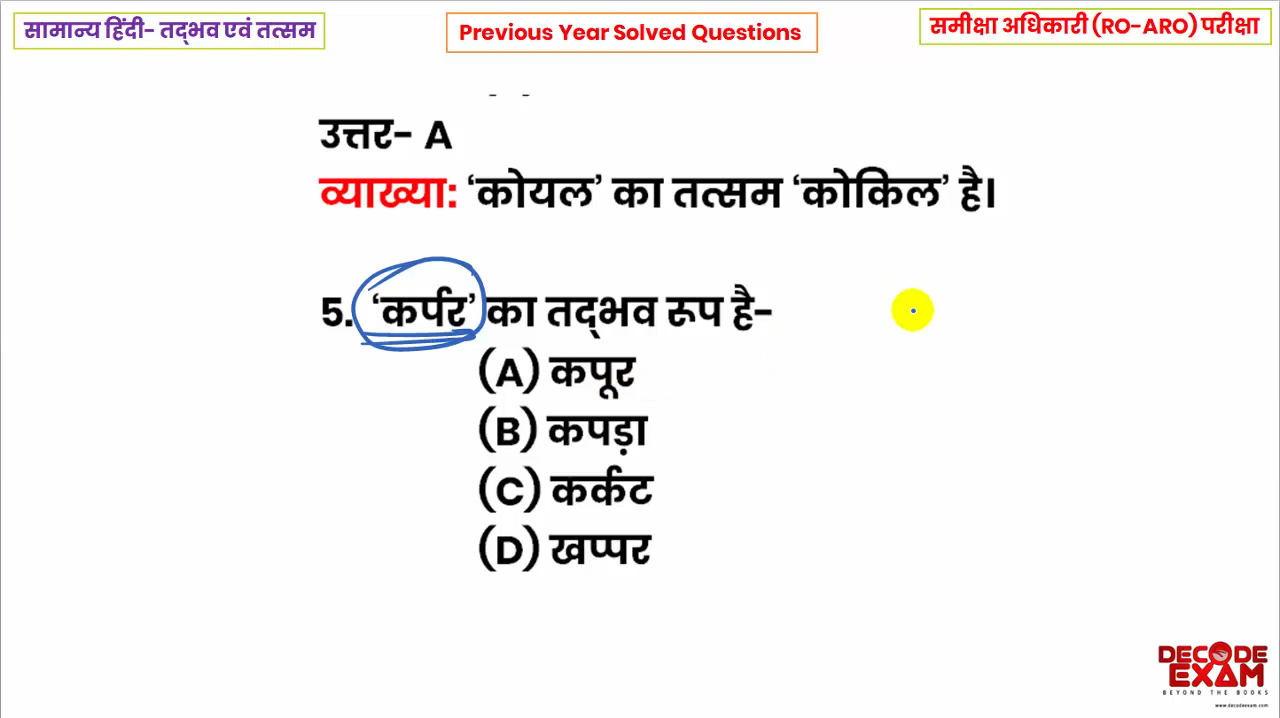 सामान्य हिंदी- तद्भव एवं तत्सम
Previous Year Solved Questions
समीक्षा अधिकारी (RO-ARO) परीक्षा
उत्तर- A
व्याख्या: ‘कोयल’ का तत्सम ‘कोकिल’ है।
5. ‘कर्पर’ का तद्भव रूप है-
(A) कपूर
(B) कपड़ा
(C) कर्कट
(D) खप्पर
DECODE
EXAM
BEYOND THE BOOKS
www.decodeexam.com